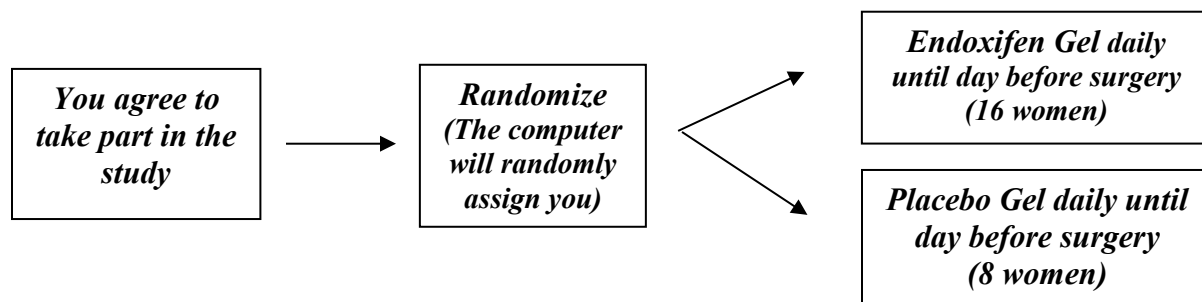 You agree to
take part in the
study
Randomize
(The computer
will randomly
assign you)
Endoxifen Gel daily
until day before surgery
(16 women)
Placebo Gel daily until
day before surgery
(8 women)